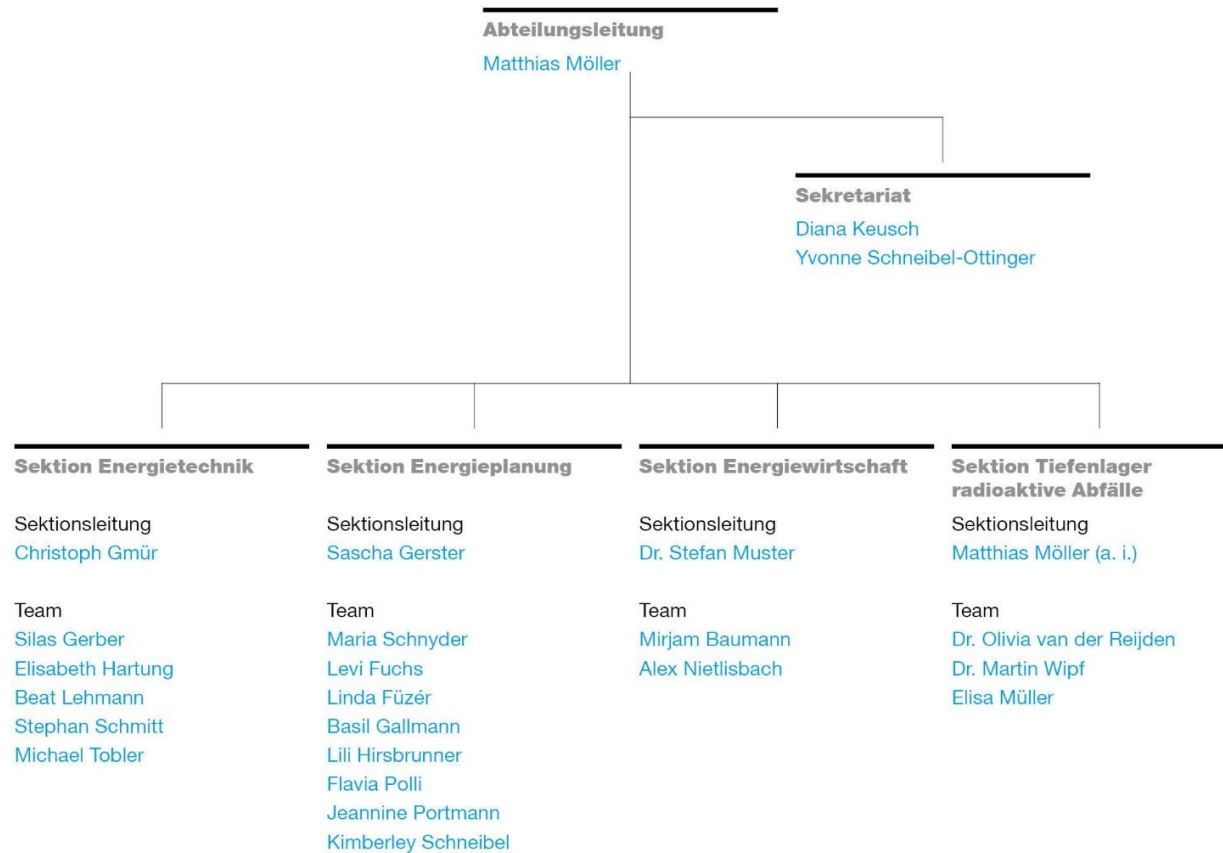 Abteilungsleitung
Matthias Möller
Sekretariat
Diana Keusch
Yvonne Schneibel-Ottinger
Sektion Energietechnik
Sektionsleitung
Christoph Gmür
Team
Silas Gerber
Elisabeth Hartung
Beat Lehmann
Stephan Schmitt
Michael Tobler
Sektion Energieplanung
Sektionsleitung
Sascha Gerster
Team
Maria Schnyder
Levi Fuchs
Linda Füzér
Basil Gallmann
Lili Hirsbrunner
Flavia Polli
Jeannine Portmann
Kimberley Schneibel
Sektion Energiewirtschaft
Sektionsleitung
Dr. Stefan Muster
Team
Mirjam Baumann
Alex Nietlisbach
Sektion Tiefenlager
radioaktive Abfälle
Sektionsleitung
Matthias Möller (a. i.)
Team
Dr. Olivia van der Reijden
Dr. Martin Wipf
Elisa Müller